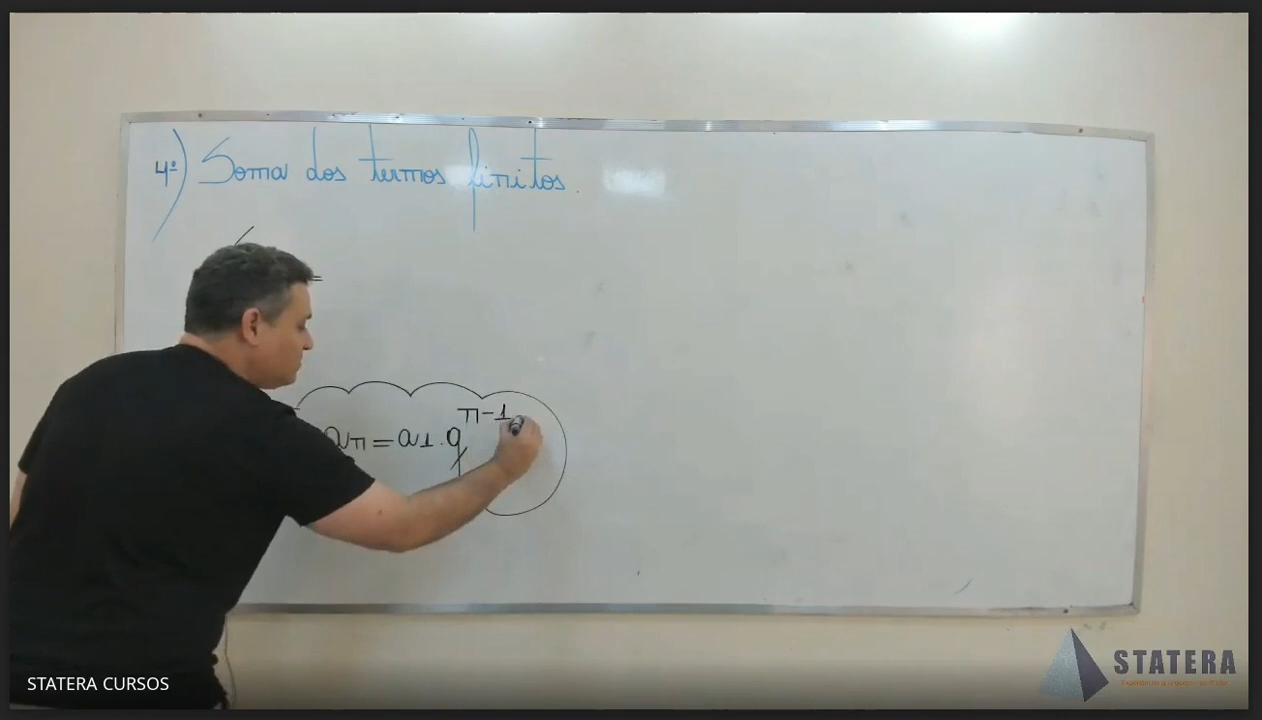 4º) Soma dos termos finitos.
=
an = a1 . q^n-1
STATERA CURSOS
STATERA